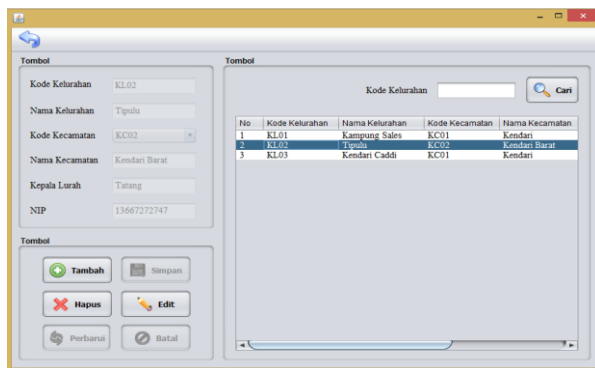 Tombol
Kode Kelurahan KL02
Nama Kelurahan Tipulu
Kode Kecamatan KC02
Nama Kecamatan Kendari Barat
Kepala Lurah Tatang
NIP 13667272747
Tombol
Tambah Simpan
Hapus Edit
Perbarui Batal
Tombol
Kode Kelurahan Cari
No Kode Kelurahan Nama Kelurahan Kode Kecamatan Nama Kecamatan
1 KL01 Kampung Sales KC01 Kendari
2 KL02 Tipulu KC02 Kendari Barat
3 KL03 Kendari Caddi KC01 Kendari